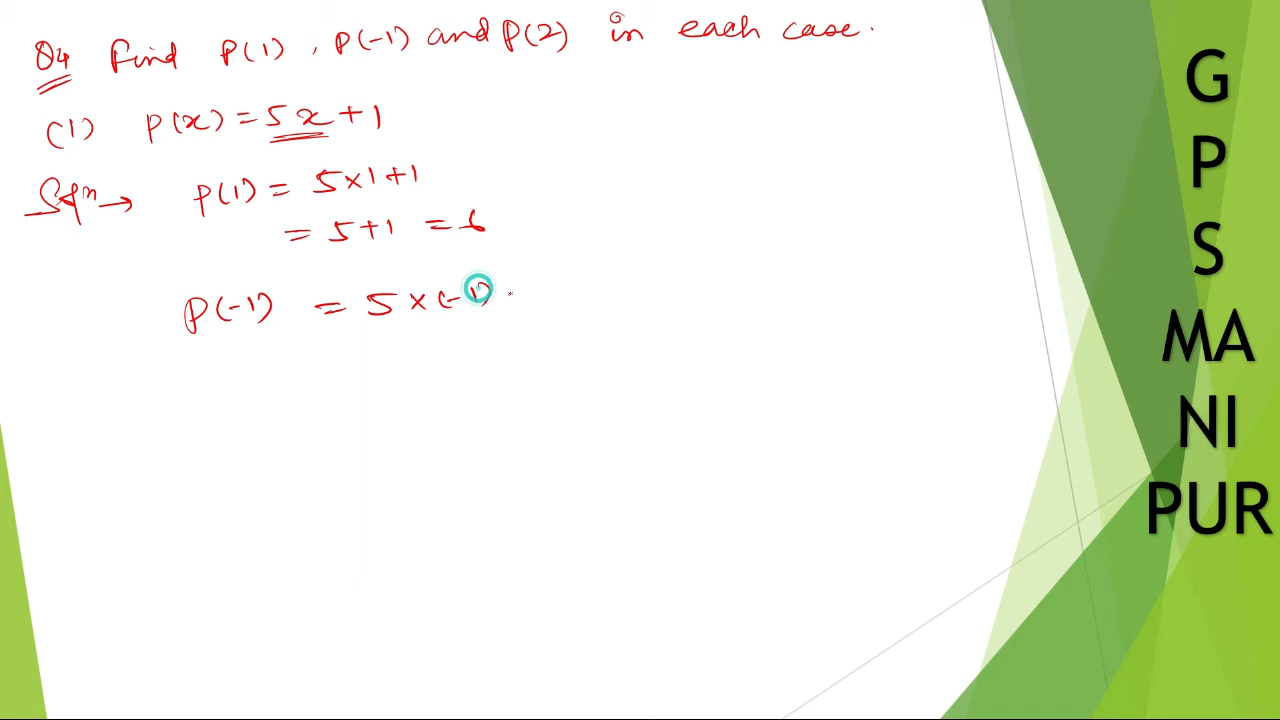 Q4 Find P(1), P(-1) and P(2) in each case.
(1) P(x) = 5x + 1
Sol^n → P(1) = 5×1+1
= 5+1 = 6
P(-1) = 5×(-1)
G
P
S
MA
NI
PUR